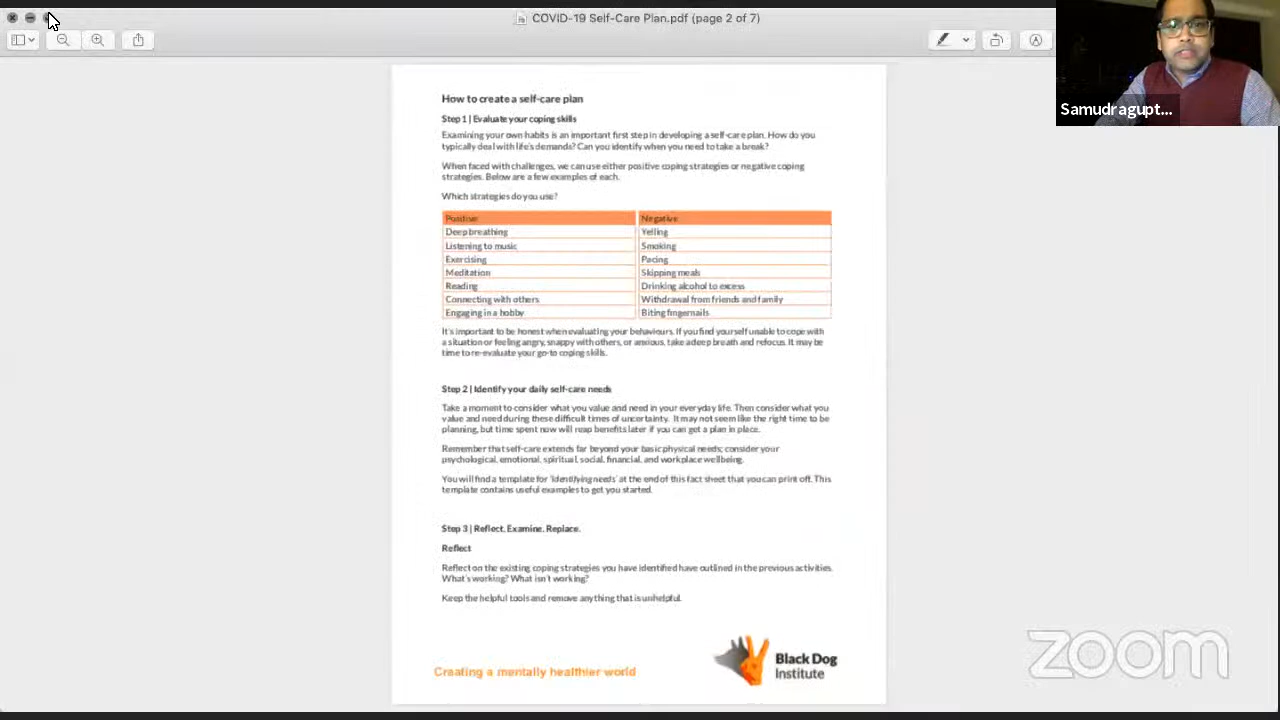 COVID-19 Self-Care Plan.pdf (page 2 of 7)
Samudragupt...
How to create a self-care plan
Step 1 | Evaluate your coping skills
Examining your own habits is an important first step in developing a self-care plan. How do you
typically deal with life's demands? Can you identify when you need to take a break?
When faced with challenges, we can use either positive coping strategies or negative coping
strategies. Below are a few examples of each.
Which strategies do you use?
Positive Negative
Deep breathing Yelling
Listening to music Smoking
Exercising Pacing
Meditation Skipping meals
Reading Drinking alcohol to excess
Connecting with others Withdrawal from friends and family
Engaging in a hobby Biting fingernails
It's important to be honest when evaluating your behaviours. If you find yourself unable to cope with
a situation or feeling angry, snappy with others, or anxious, take a deep breath and refocus. It may be
time to re-evaluate your go-to coping skills.
Step 2 | Identify your daily self-care needs
Take a moment to consider what you value and need in your everyday life. Then consider what you
value and need during these difficult times of uncertainty. It may not seem like the right time to be
planning, but time spent now will reap benefits later if you can get a plan in place.
Remember that self-care extends far beyond your basic physical needs; consider your
psychological, emotional, spiritual, social, financial, and workplace wellbeing.
You will find a template for 'Identifying needs' at the end of this fact sheet that you can print off. This
template contains useful examples to get you started.
Step 3 | Reflect. Examine. Replace.
Reflect
Reflect on the existing coping strategies you have identified have outlined in the previous activities.
What's working? What isn't working?
Keep the helpful tools and remove anything that is unhelpful.
Creating a mentally healthier world
Black Dog
Institute
zoom